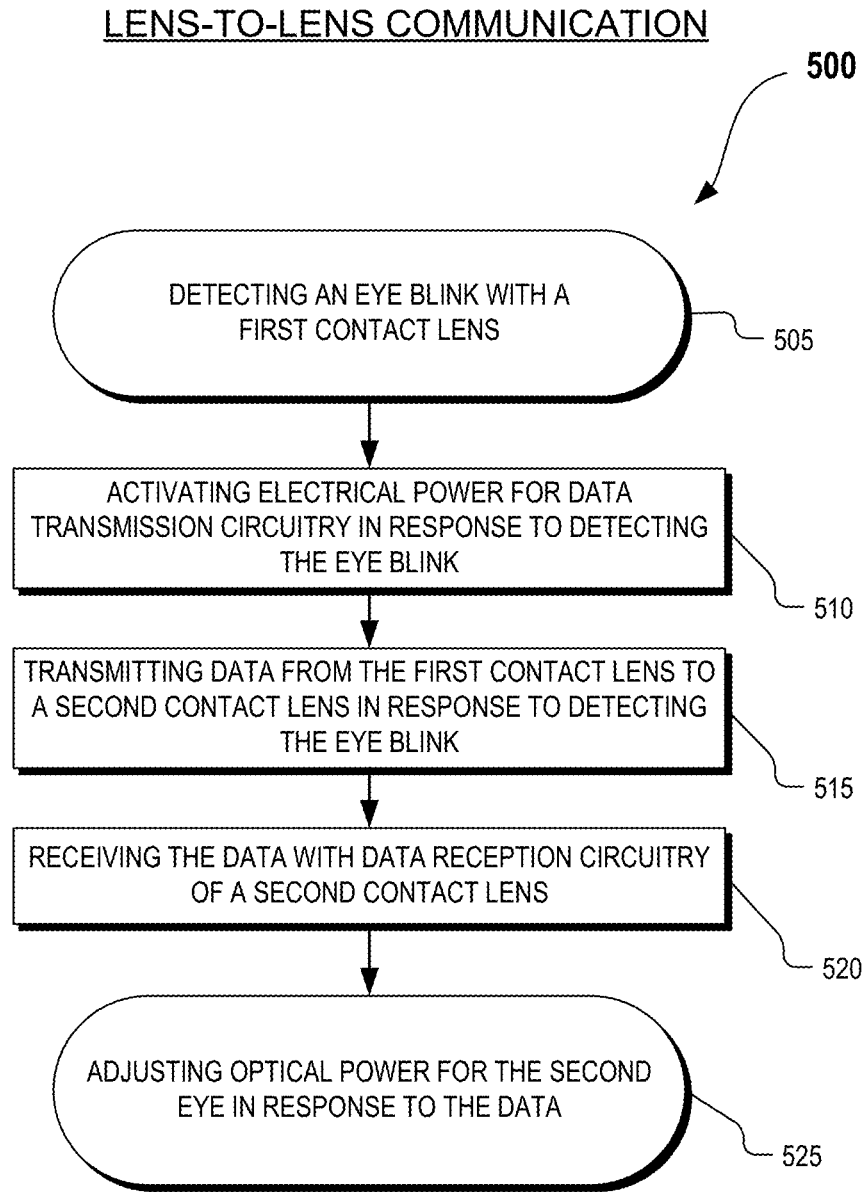 LENS-TO-LENS COMMUNICATION
500
DETECTING AN EYE BLINK WITH A
FIRST CONTACT LENS
505
ACTIVATING ELECTRICAL POWER FOR DATA
TRANSMISSION CIRCUITRY IN RESPONSE TO DETECTING
THE EYE BLINK
510
TRANSMITTING DATA FROM THE FIRST CONTACT LENS TO
A SECOND CONTACT LENS IN RESPONSE TO DETECTING
THE EYE BLINK
515
RECEIVING THE DATA WITH DATA RECEPTION CIRCUITRY
OF A SECOND CONTACT LENS
520
ADJUSTING OPTICAL POWER FOR THE SECOND
EYE IN RESPONSE TO THE DATA
525